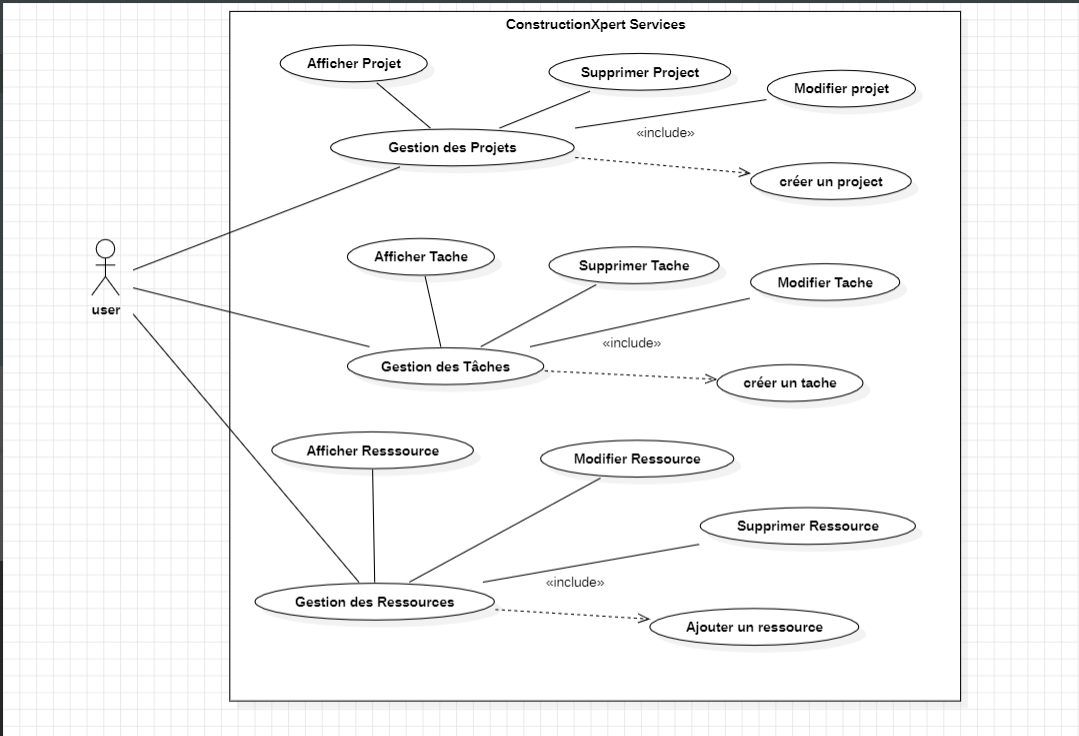 ConstructionXpert Services
Afficher Projet
Supprimer Project
Modifier projet
«include»
Gestion des Projets
créer un project
Afficher Tache
Supprimer Tache
Modifier Tache
user
«include»
Gestion des Tâches
créer un tache
Afficher Resssource
Modifier Ressource
Supprimer Ressource
«include»
Gestion des Ressources
Ajouter un ressource